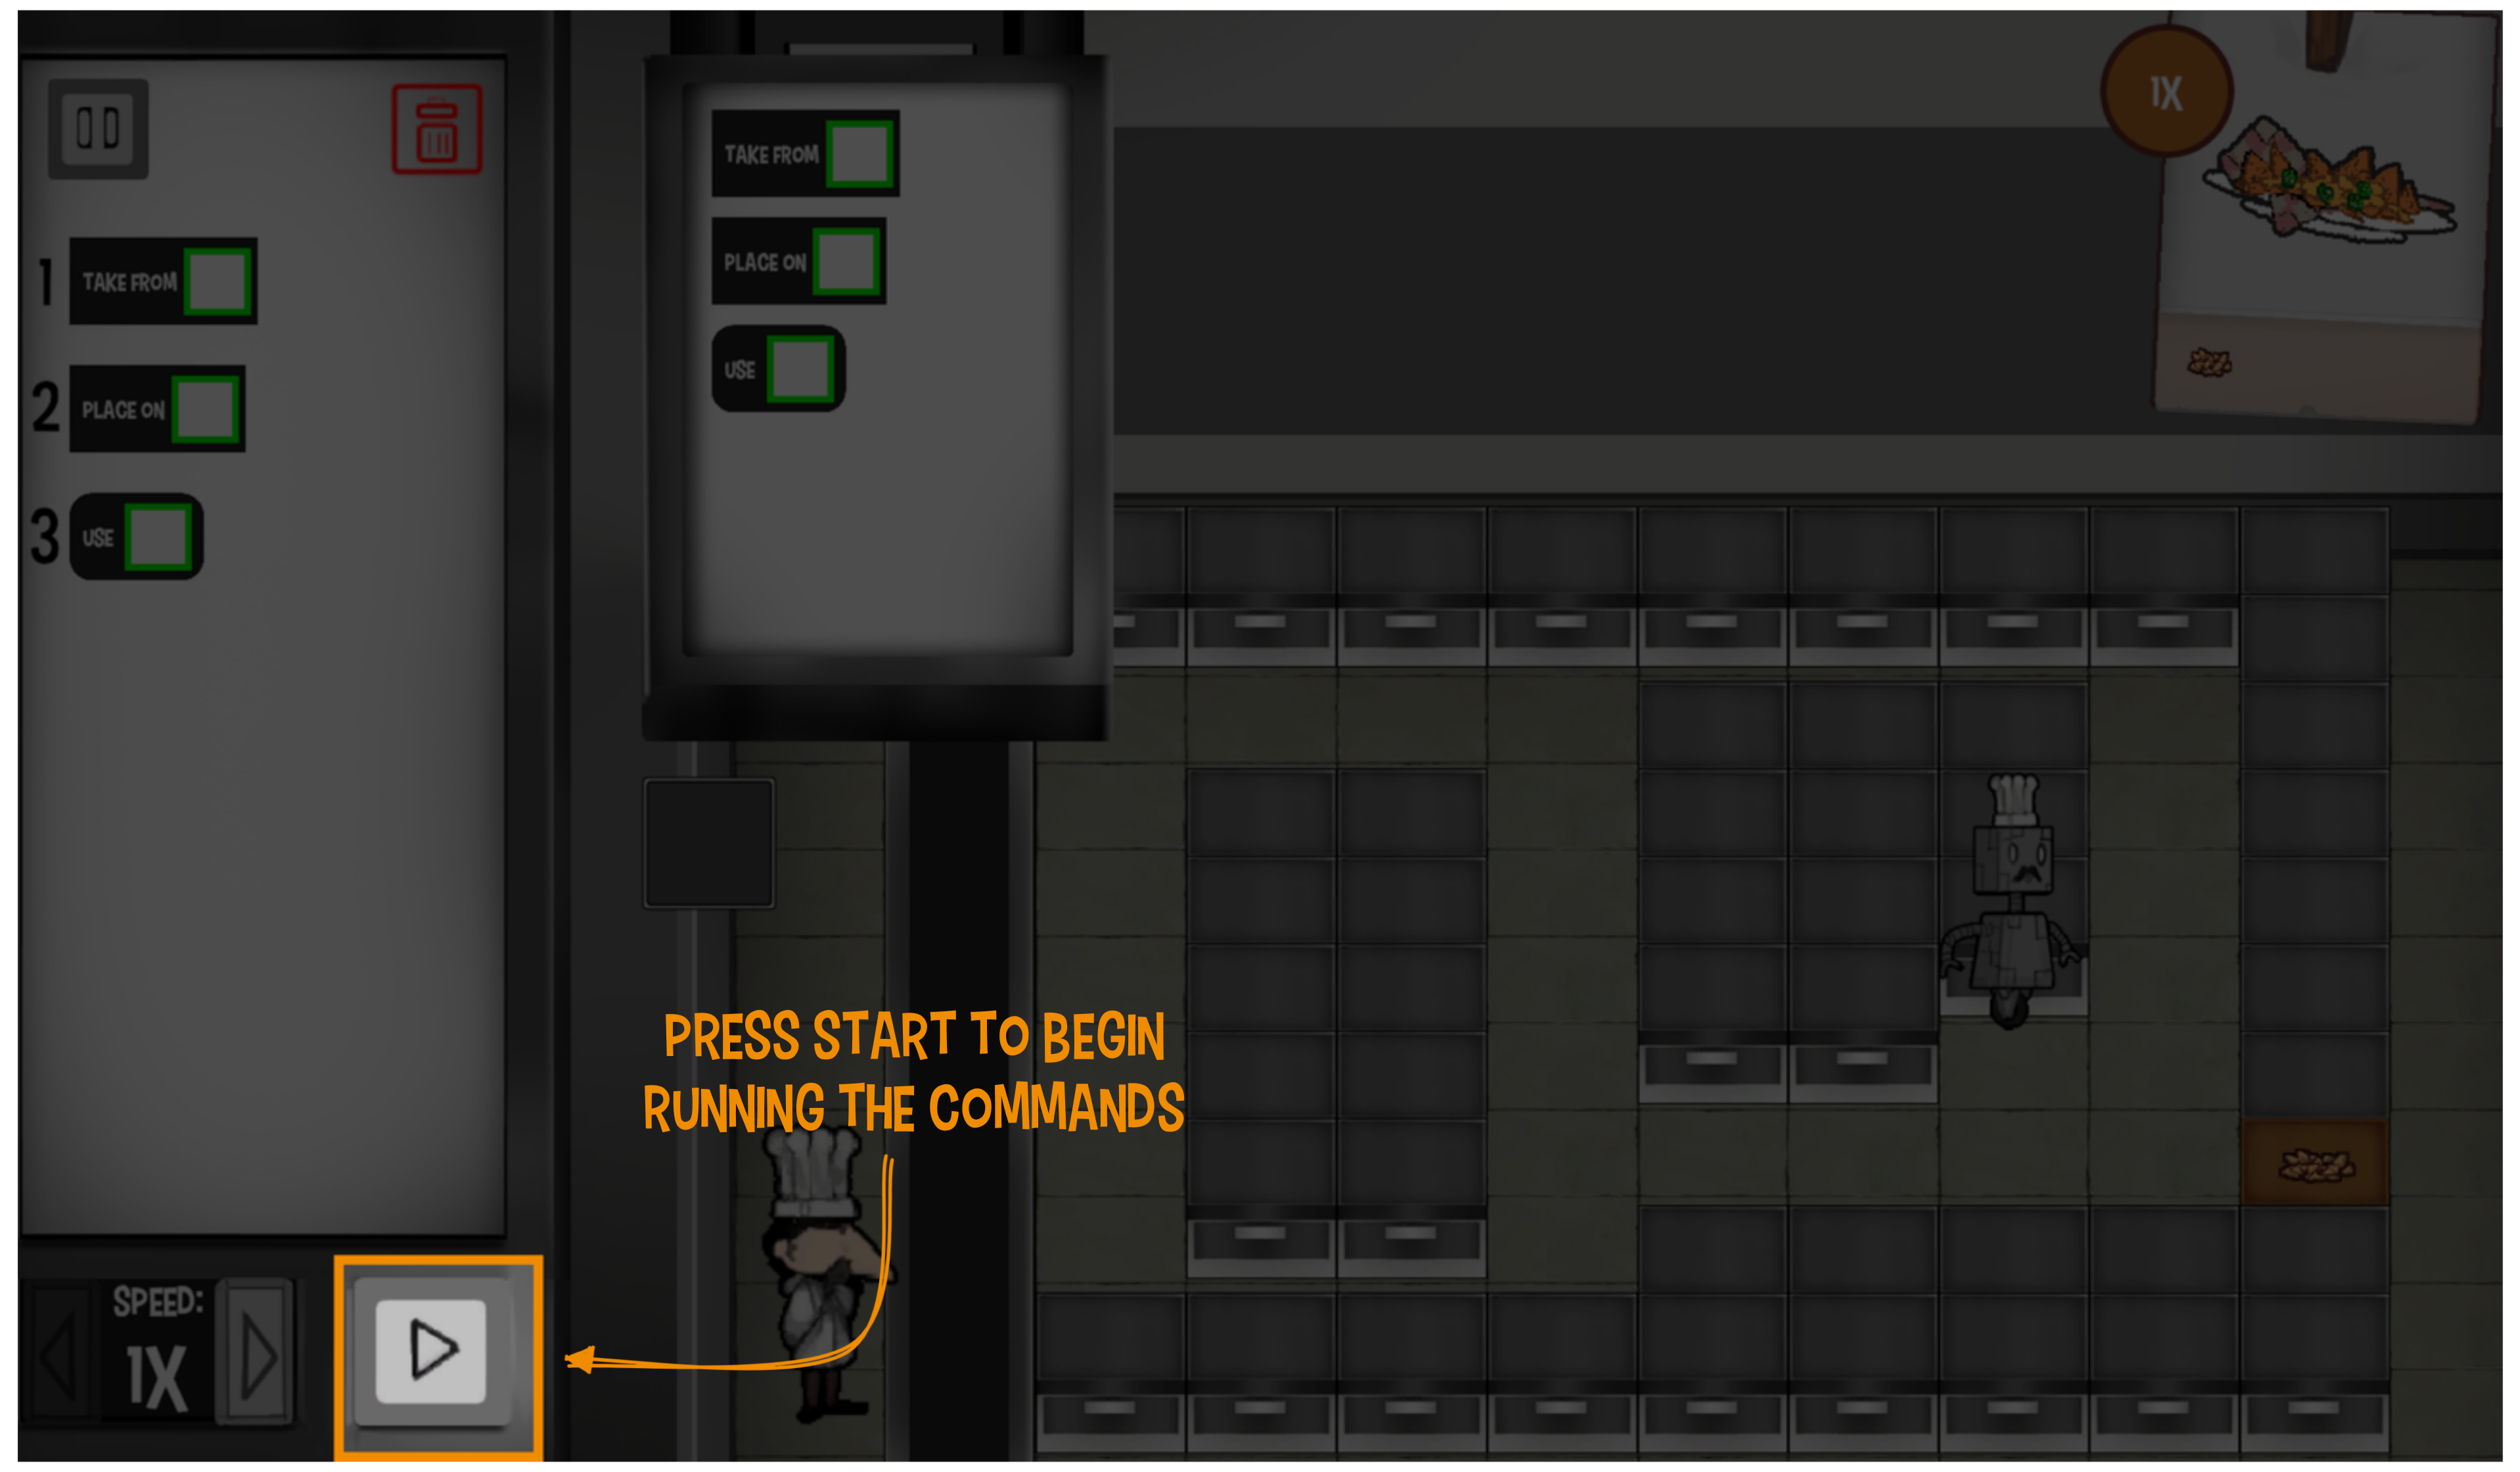 1 TAKE FROM
2 PLACE ON
3 USE
TAKE FROM
PLACE ON
USE
1X
PRESS START TO BEGIN
RUNNING THE COMMANDS
SPEED:
1X